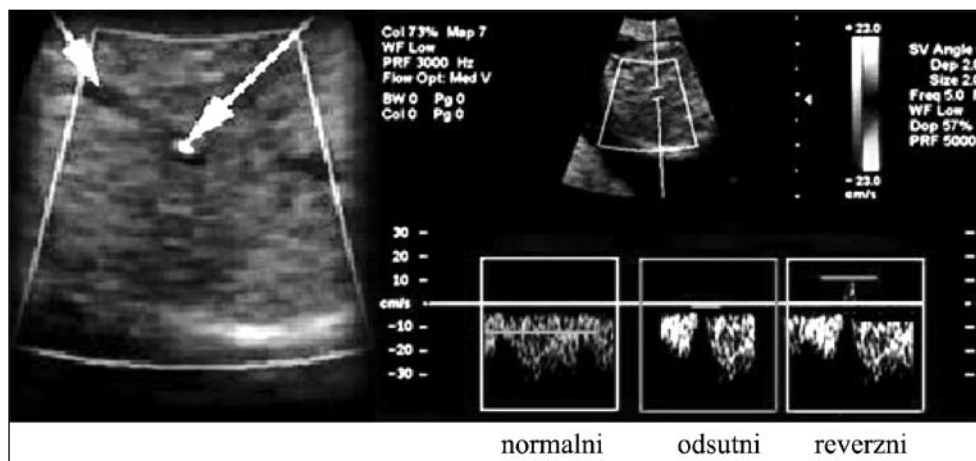 Col 73% Map 7
WF Low
PRF 3000 Hz
Flow Opt: Med V
BW 0 Pg 0
Col 0 Pg 0
+ 23.0
- 23.0
cm/s
SV Angle
Dep 2.0
Size 2.0
Freq 5.0
WF Low
Dop 57%
PRF 5000
30
20
10
cm/s
-10
-20
-30
normalni odsutni reverzni